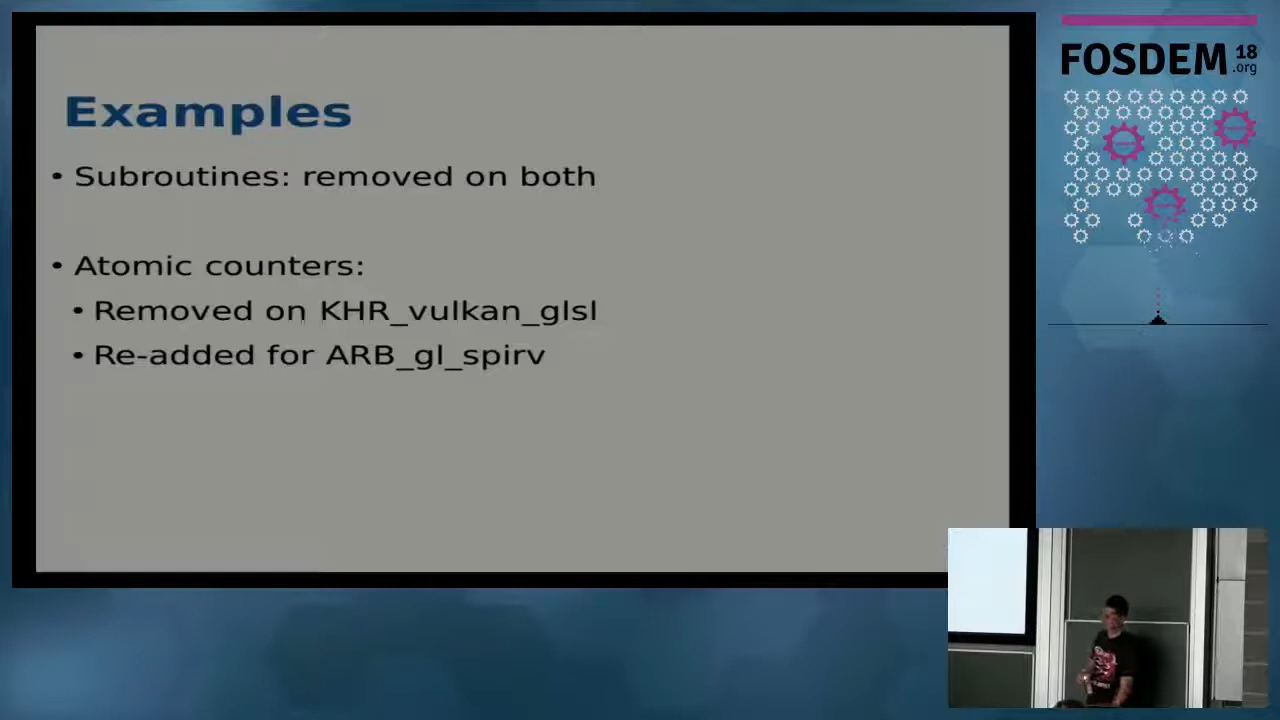 Examples
• Subroutines: removed on both
• Atomic counters:
• Removed on KHR_vulkan_glsl
• Re-added for ARB_gl_spirv
FOSDEM 18
.org